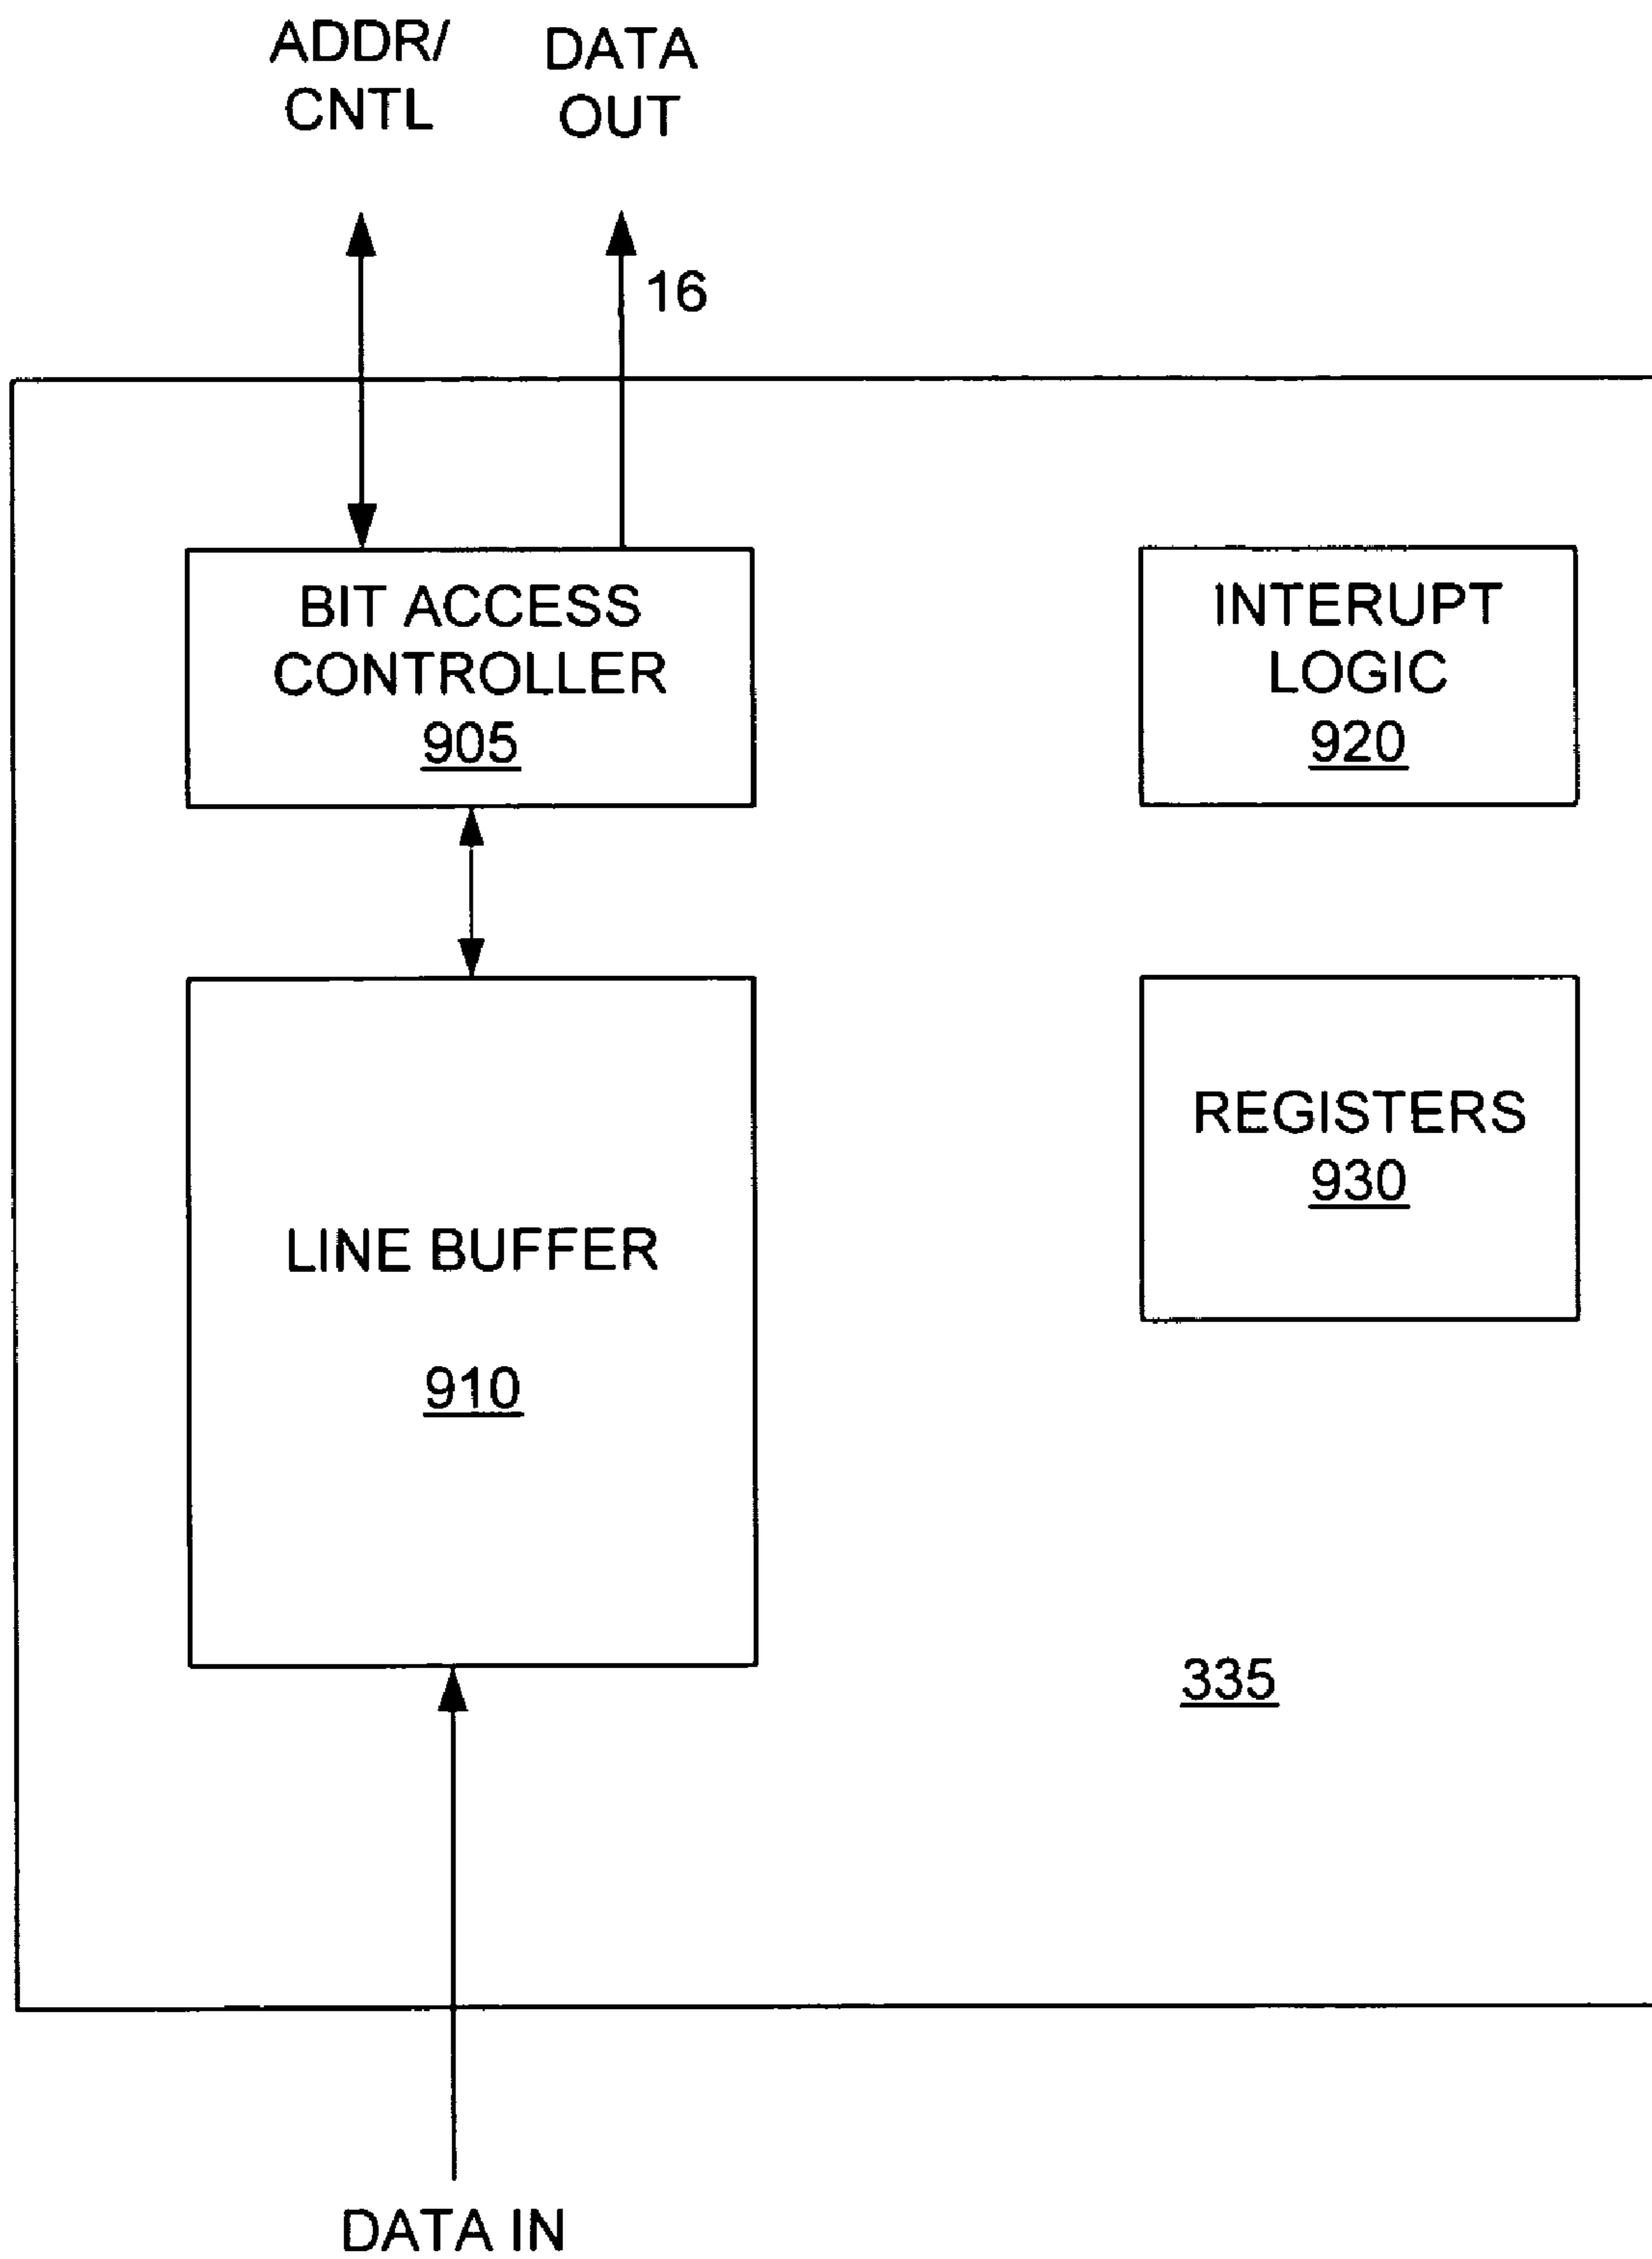 ADDR/
CNTL
DATA
OUT
16
BIT ACCESS
CONTROLLER
905
INTERUPT
LOGIC
920
LINE BUFFER
910
REGISTERS
930
335
DATA IN